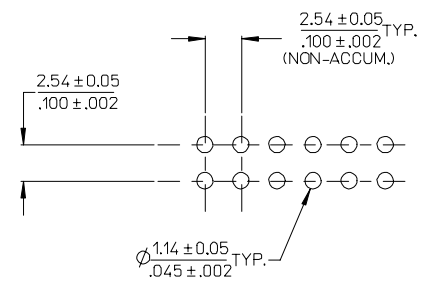 2.54 ±0.05
.100 ±.002 TYP.
(NON-ACCUM.)
2.54 ±0.05
.100 ±.002
Ø 1.14 ±0.05
.045 ±.002 TYP.